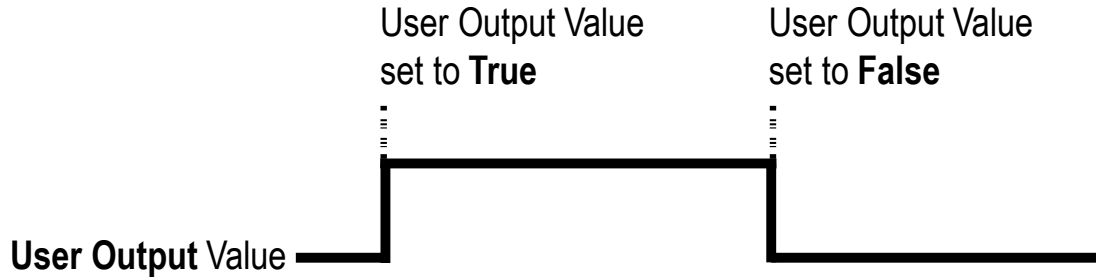 User Output Value
set to True
User Output Value
set to False
User Output Value